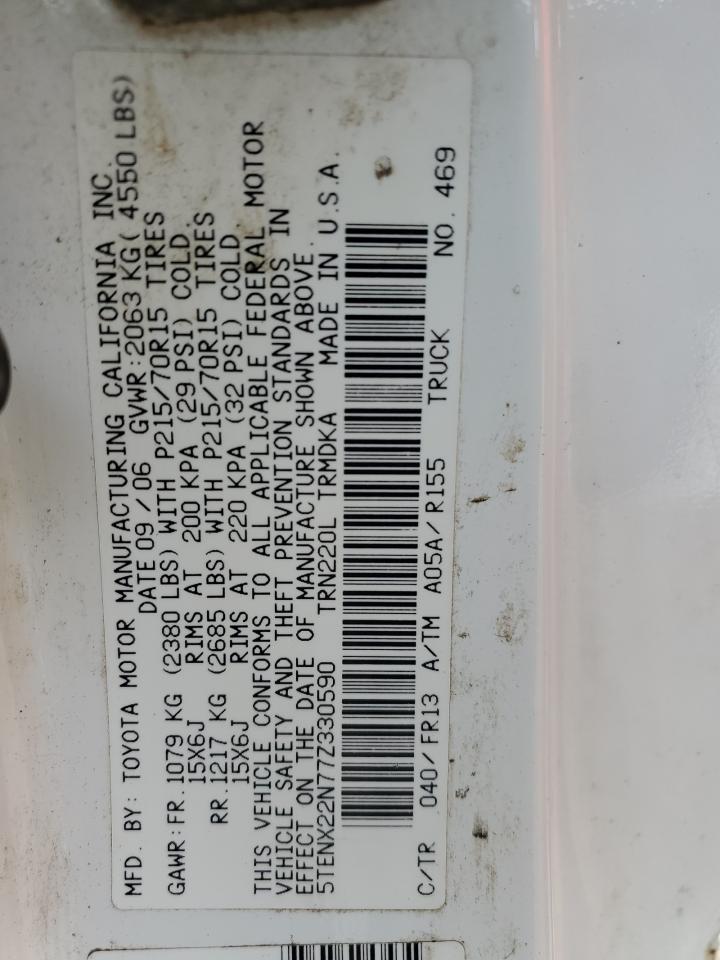 MFD. BY: TOYOTA MOTOR MANUFACTURING CALIFORNIA INC.
DATE 09/06 GVWR:2063 KG( 4550 LBS)
GAWR:FR. 1079 KG (2380 LBS) WITH P215/70R15 TIRES
15X6J RIMS AT 200 KPA (29 PSI) COLD.
RR. 1217 KG (2685 LBS) WITH P215/70R15 TIRES
15X6J RIMS AT 220 KPA (32 PSI) COLD
THIS VEHICLE CONFORMS TO ALL APPLICABLE FEDERAL MOTOR
VEHICLE SAFETY AND THEFT PREVENTION STANDARDS IN
EFFECT ON THE DATE OF MANUFACTURE SHOWN ABOVE.
5TENX22N77Z330590 TRN220L TRMDKA MADE IN U.S.A.
C/TR 040/FR13 A/TM A05A/R155 TRUCK NO. 469